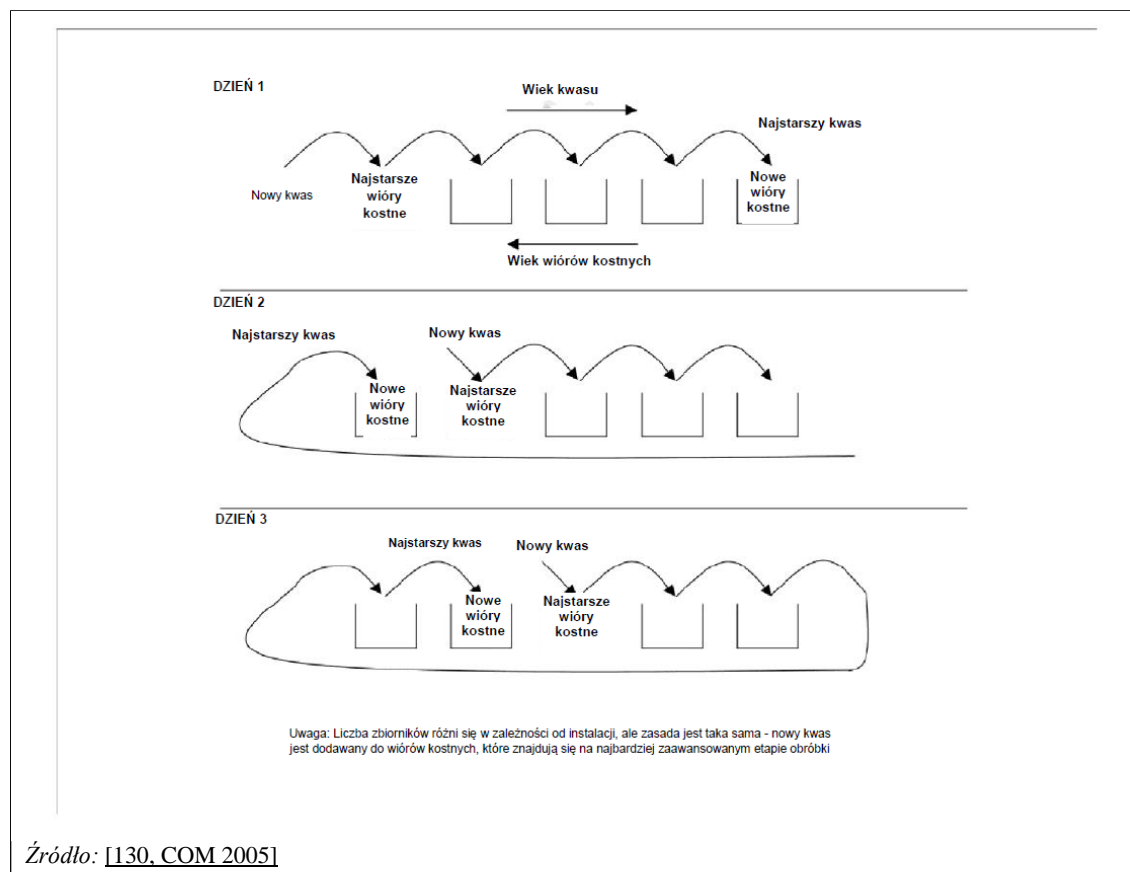 DZIEŃ 1
Wiek kwasu
Najstarszy kwas
Nowy kwas
Najstarsze
wióry
kostne
Nowe
wióry
kostne
Wiek wiórów kostnych
DZIEŃ 2
Najstarszy kwas
Nowy kwas
Nowe
wióry
kostne
Najstarsze
wióry
kostne
DZIEŃ 3
Najstarszy kwas
Nowy kwas
Nowe
wióry
kostne
Najstarsze
wióry
kostne
Uwaga: Liczba zbiorników różni się w zależności od instalacji, ale zasada jest taka sama - nowy kwas
jest dodawany do wiórów kostnych, które znajdują się na najbardziej zaawansowanym etapie obróbki
Źródło: [130, COM 2005]